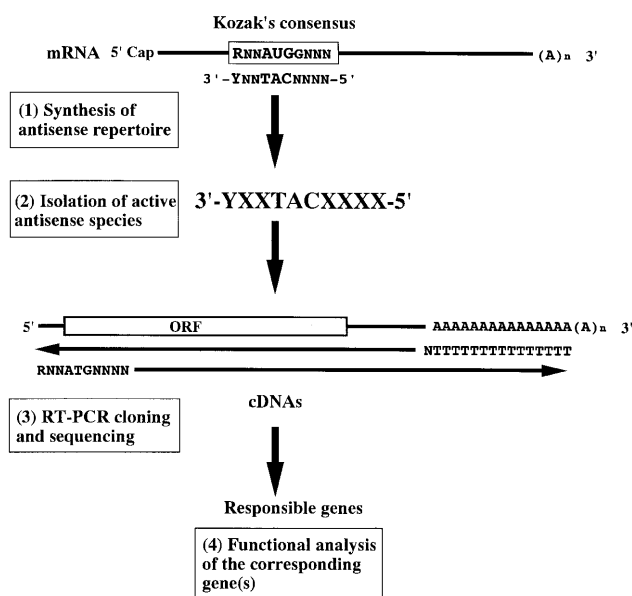 Kozak's consensus
mRNA 5' Cap RNNAUGGNNN (A)n 3'
3'-YNNTACNNNN-5'
(1) Synthesis of
antisense repertoire
(2) Isolation of active
antisense species
3'-YXXTACXXXX-5'
5' ORF AAAAAAAAAAAAAAA(A)n 3'
NTTTTTTTTTTTTTTTT
RNNATGNNNN
cDNAs
(3) RT-PCR cloning
and sequencing
Responsible genes
(4) Functional analysis
of the corresponding
gene(s)